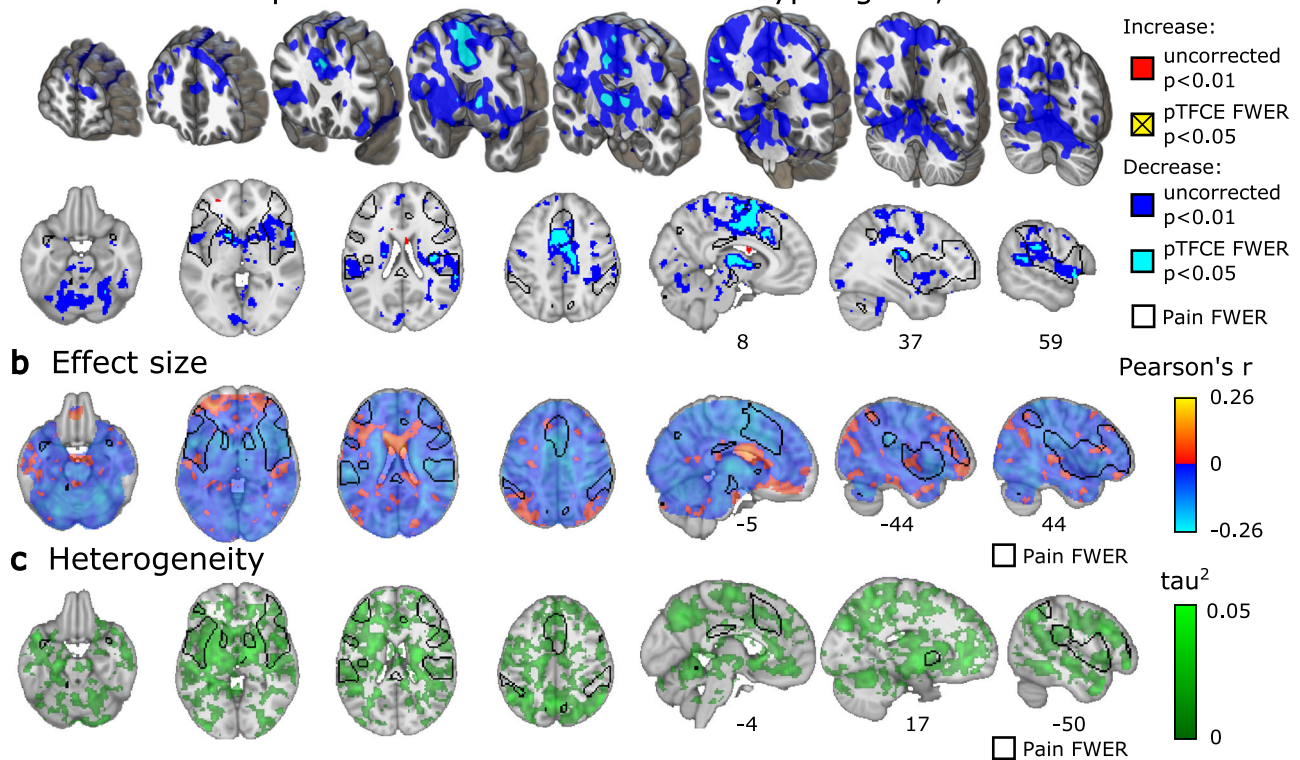 Increase:
uncorrected
p<0.01
pTFCE FWER
p<0.05
Decrease:
uncorrected
p<0.01
pTFCE FWER
p<0.05
Pain FWER
8
37
59
b Effect size
Pearson's r
0.26
0
-0.26
-5
-44
44
Pain FWER
c Heterogeneity
tau²
0.05
0
-4
17
-50
Pain FWER